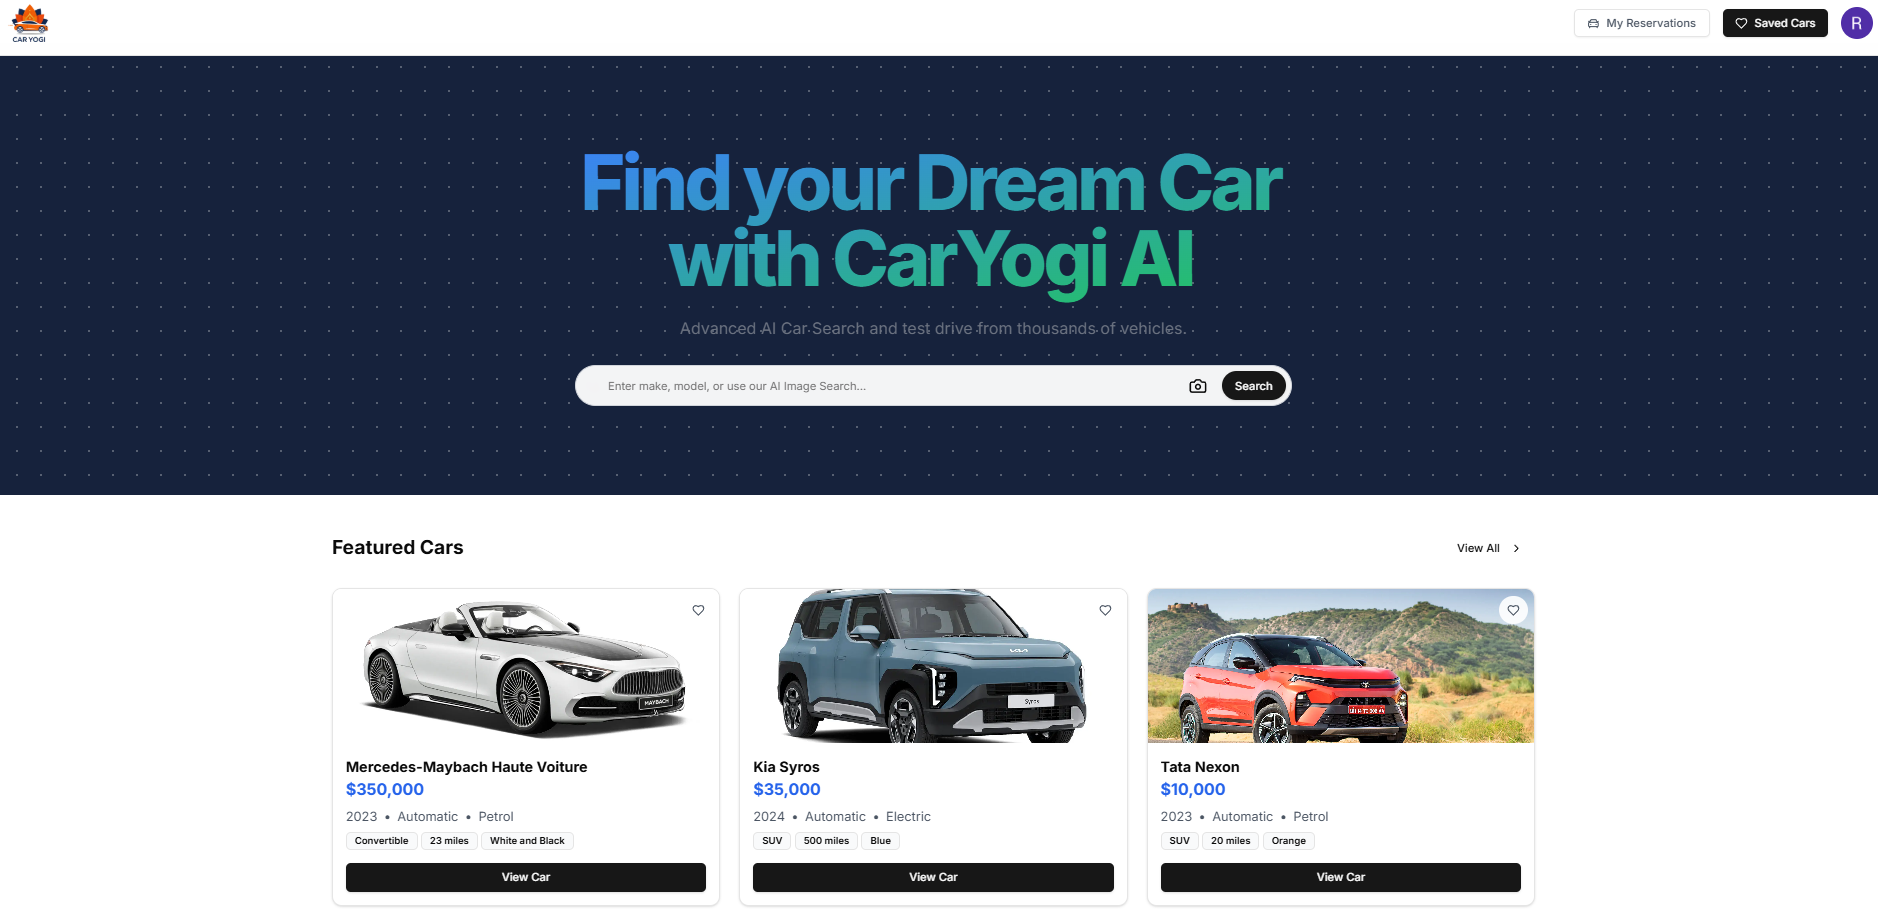 CAR YOGI
My Reservations
Saved Cars
R
Find your Dream Car
with CarYogi AI
Advanced AI Car Search and test drive from thousands of vehicles.
Enter make, model, or use our AI Image Search...
Search
Featured Cars
View All
MAYBACH
KIA
Syros
Mercedes-Maybach Haute Voiture
$350,000
2023 • Automatic • Petrol
Convertible
23 miles
White and Black
View Car
Kia Syros
$35,000
2024 • Automatic • Electric
SUV
500 miles
Blue
View Car
Tata Nexon
$10,000
2023 • Automatic • Petrol
SUV
20 miles
Orange
View Car